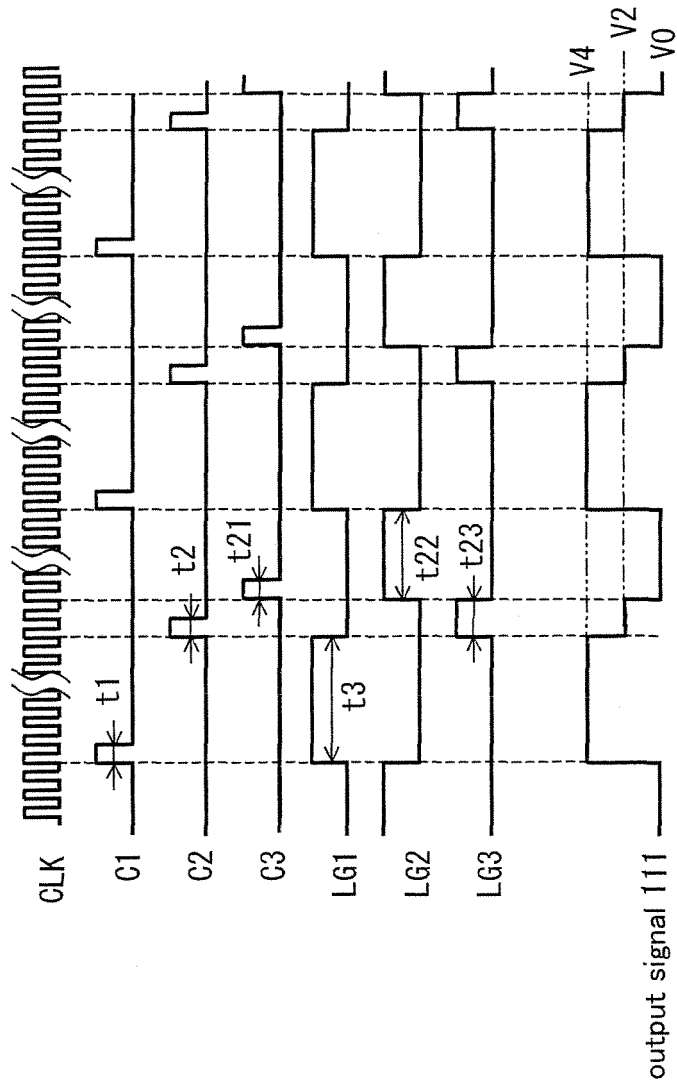 CLK
C1
t1
C2
t2
C3
t21
LG1
t3
LG2
t22
LG3
t23
output signal 111
V4
V2
V0